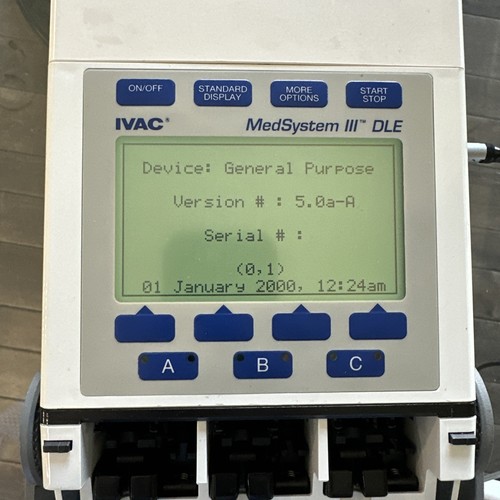 ON/OFF
STANDARD
DISPLAY
MORE
OPTIONS
START
STOP
IVAC®
MedSystem III™ DLE
Device: General Purpose
Version # : 5.0a-A
Serial # :
(0,1)
01 January 2000, 12:24am
A
B
C